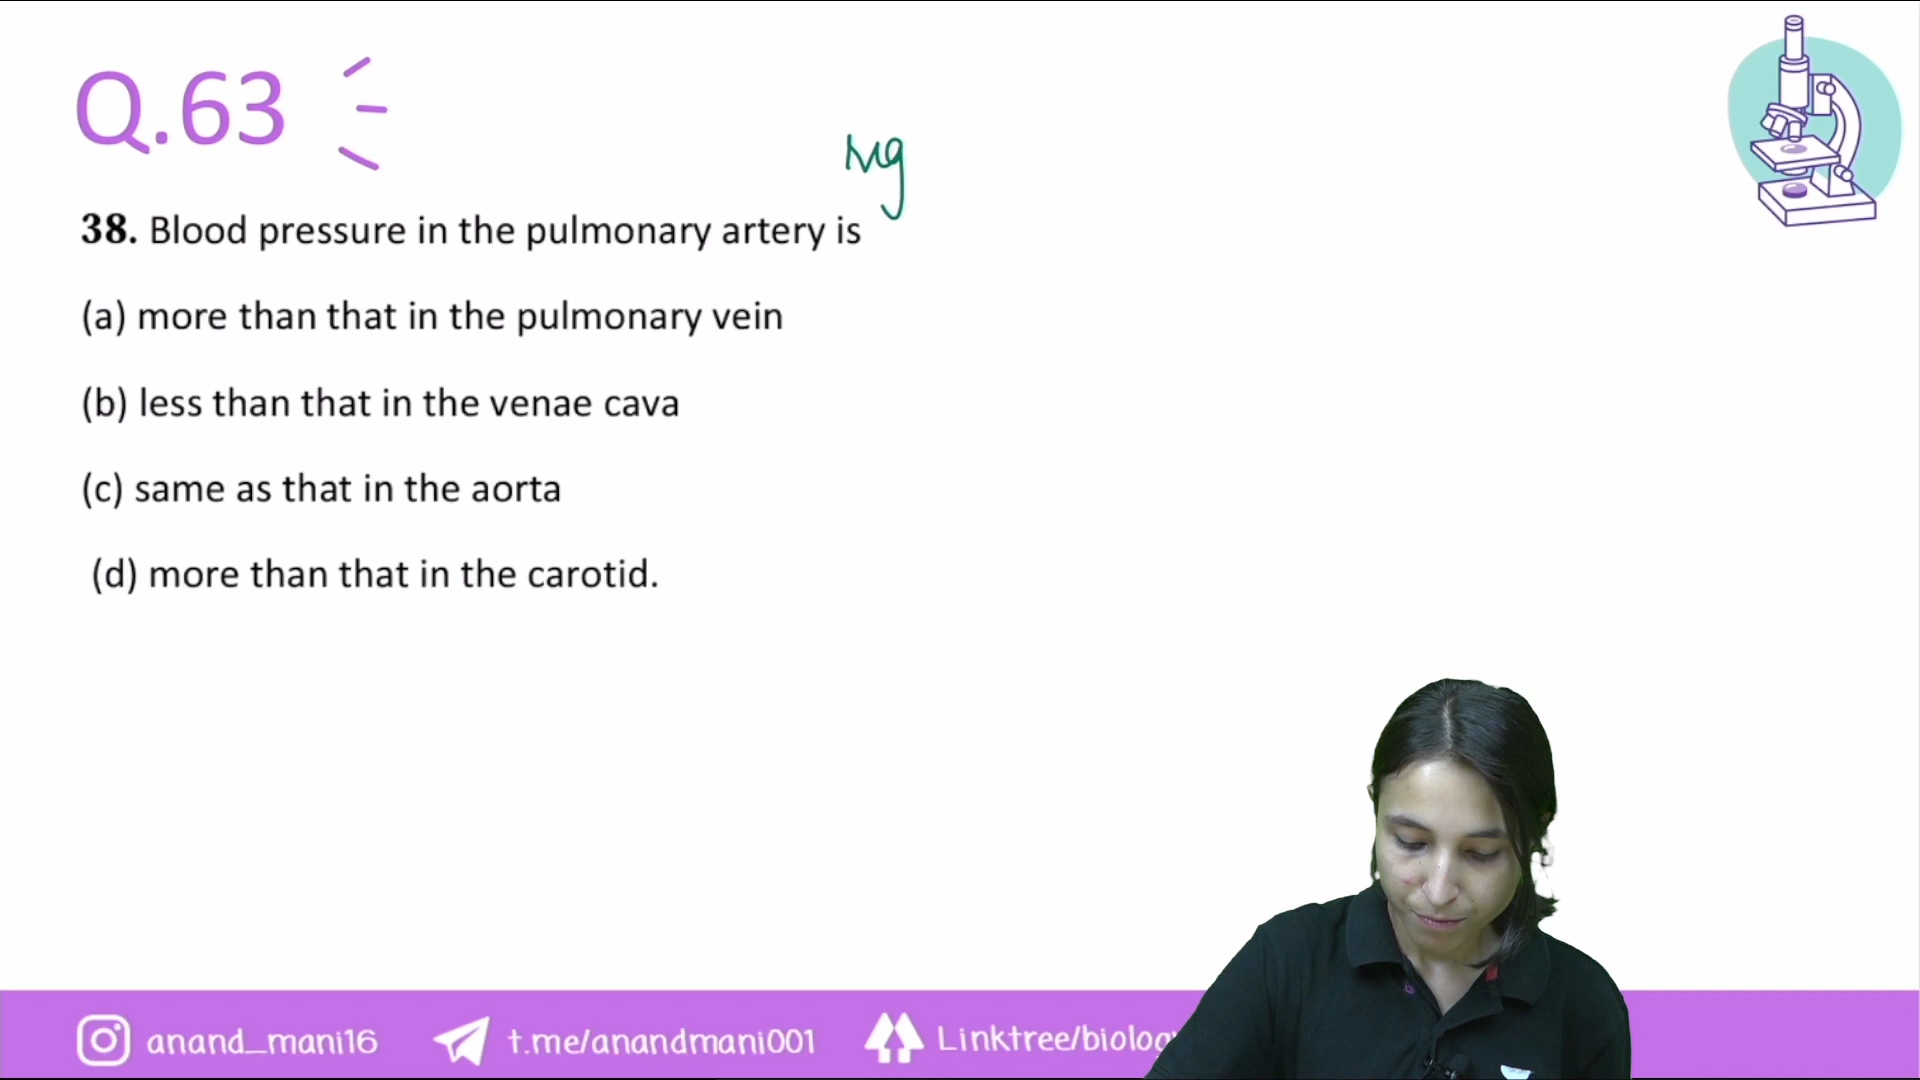 Q.63
38. Blood pressure in the pulmonary artery is
(a) more than that in the pulmonary vein
(b) less than that in the venae cava
(c) same as that in the aorta
(d) more than that in the carotid.
anand_mani16
t.me/anandmani001
Linktree/biology